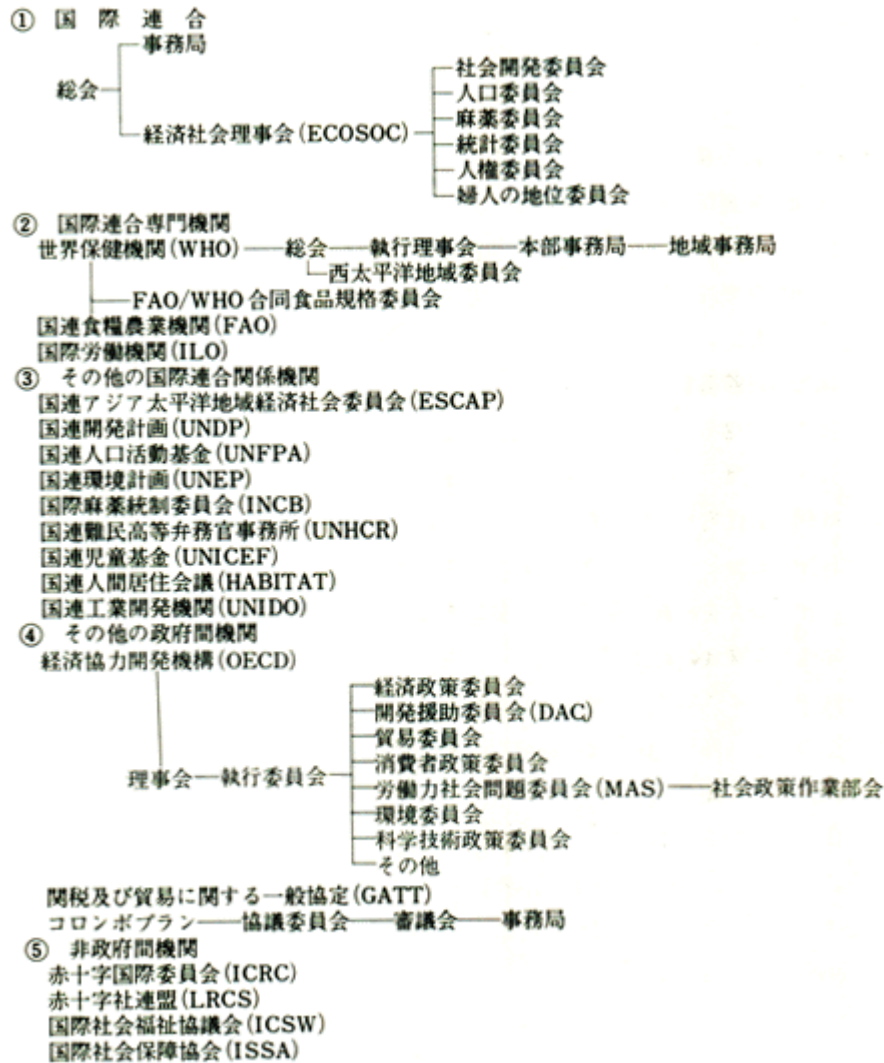 ① 国際連合
事務局
社会開発委員会
総会
人口委員会
麻薬委員会
経済社会理事会(ECOSOC)
統計委員会
人権委員会
婦人の地位委員会
② 国際連合専門機関
世界保健機関(WHO) 総会 執行理事会 本部事務局 地域事務局
西太平洋地域委員会
FAO/WHO合同食品規格委員会
国連食糧農業機関(FAO)
国際労働機関(ILO)
③ その他の国際連合関係機関
国連アジア太平洋地域経済社会委員会(ESCAP)
国連開発計画(UNDP)
国連人口活動基金(UNFPA)
国連環境計画(UNEP)
国際麻薬統制委員会(INCB)
国連難民高等弁務官事務所(UNHCR)
国連児童基金(UNICEF)
国連人間居住会議(HABITAT)
国連工業開発機関(UNIDO)
④ その他の政府間機関
経済協力開発機構(OECD)
経済政策委員会
開発援助委員会(DAC)
貿易委員会
消費者政策委員会
理事会 執行委員会
労働力社会問題委員会(MAS) 社会政策作業部会
環境委員会
科学技術政策委員会
その他
関税及び貿易に関する一般協定(GATT)
コロンボプラン 協議委員会 審議会 事務局
⑤ 非政府間機関
赤十字国際委員会(ICRC)
赤十字社連盟(LRCS)
国際社会福祉協議会(ICSW)
国際社会保障協会(ISSA)